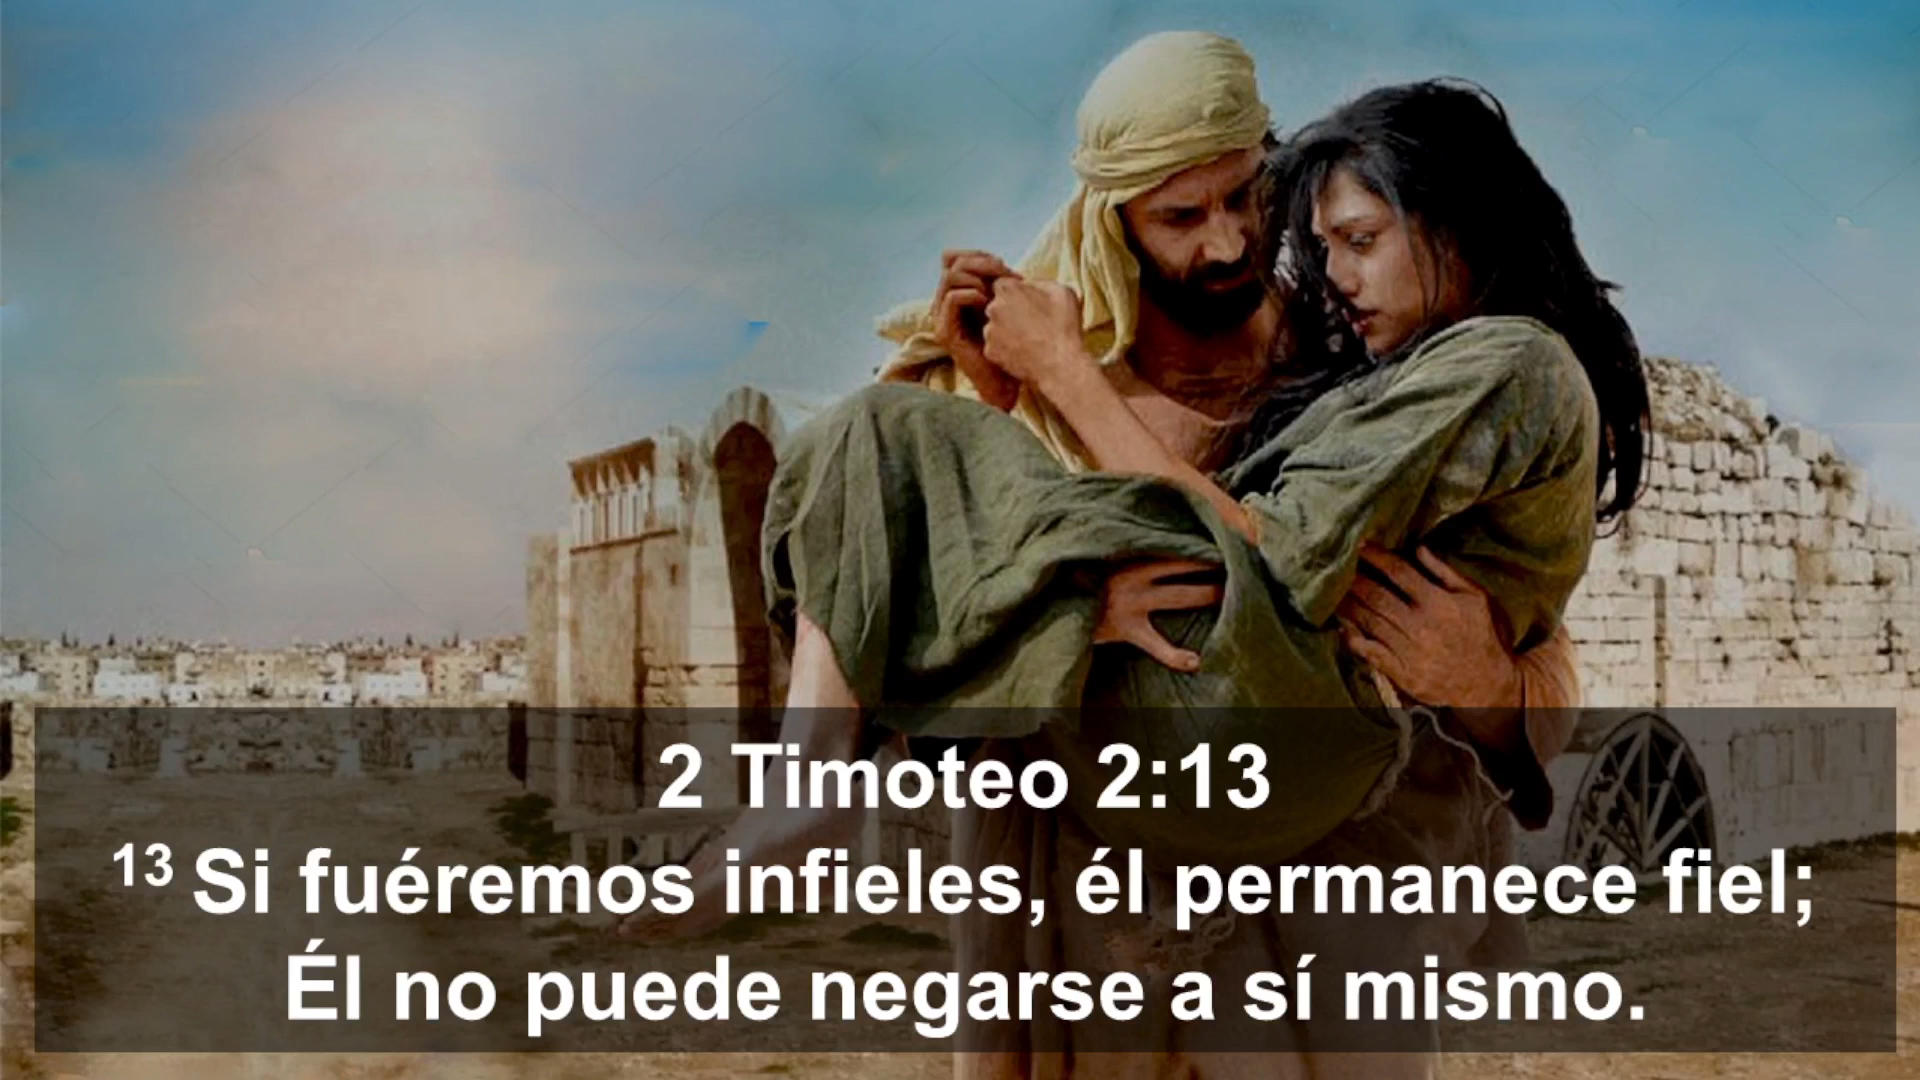 2 Timoteo 2:13
13 Si fuéremos infieles, él permanece fiel;
Él no puede negarse a sí mismo.